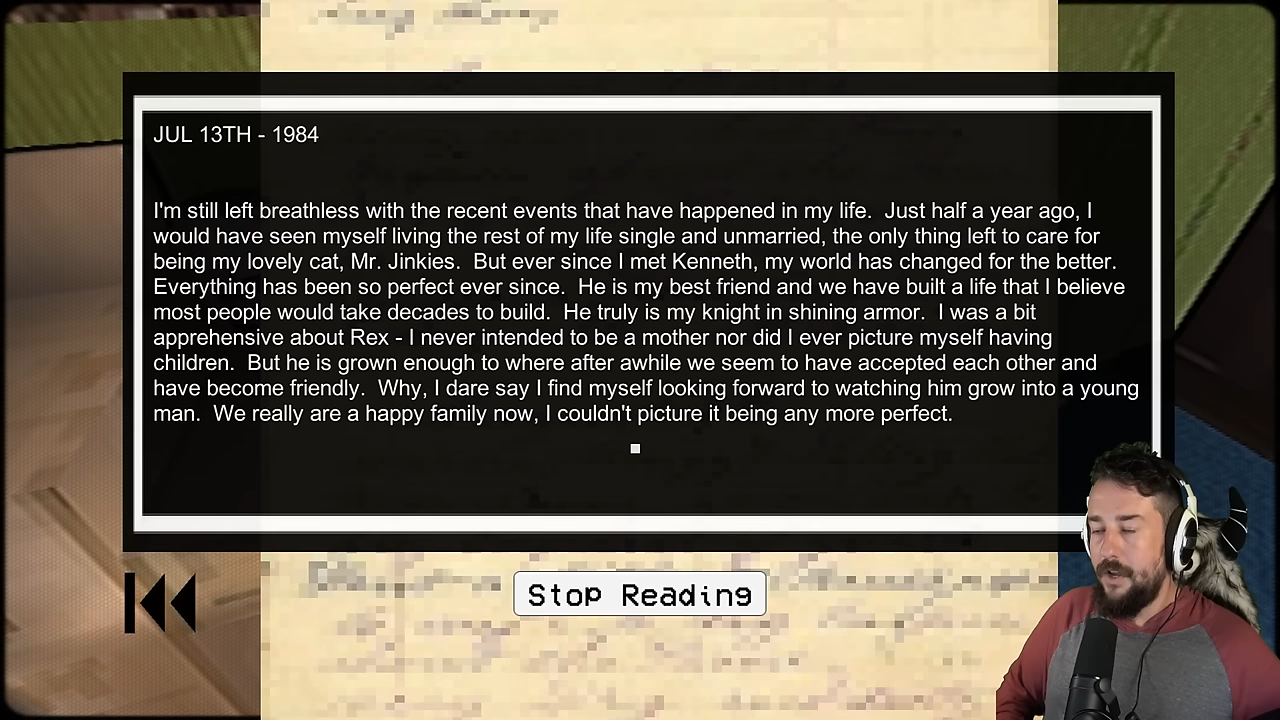 JUL 13TH - 1984
I'm still left breathless with the recent events that have happened in my life.  Just half a year ago, I
would have seen myself living the rest of my life single and unmarried, the only thing left to care for
being my lovely cat, Mr. Jinkies.  But ever since I met Kenneth, my world has changed for the better.
Everything has been so perfect ever since.  He is my best friend and we have built a life that I believe
most people would take decades to build.  He truly is my knight in shining armor.  I was a bit
apprehensive about Rex - I never intended to be a mother nor did I ever picture myself having
children.  But he is grown enough to where after awhile we seem to have accepted each other and
have become friendly.  Why, I dare say I find myself looking forward to watching him grow into a young
man.  We really are a happy family now, I couldn't picture it being any more perfect.
Stop Reading